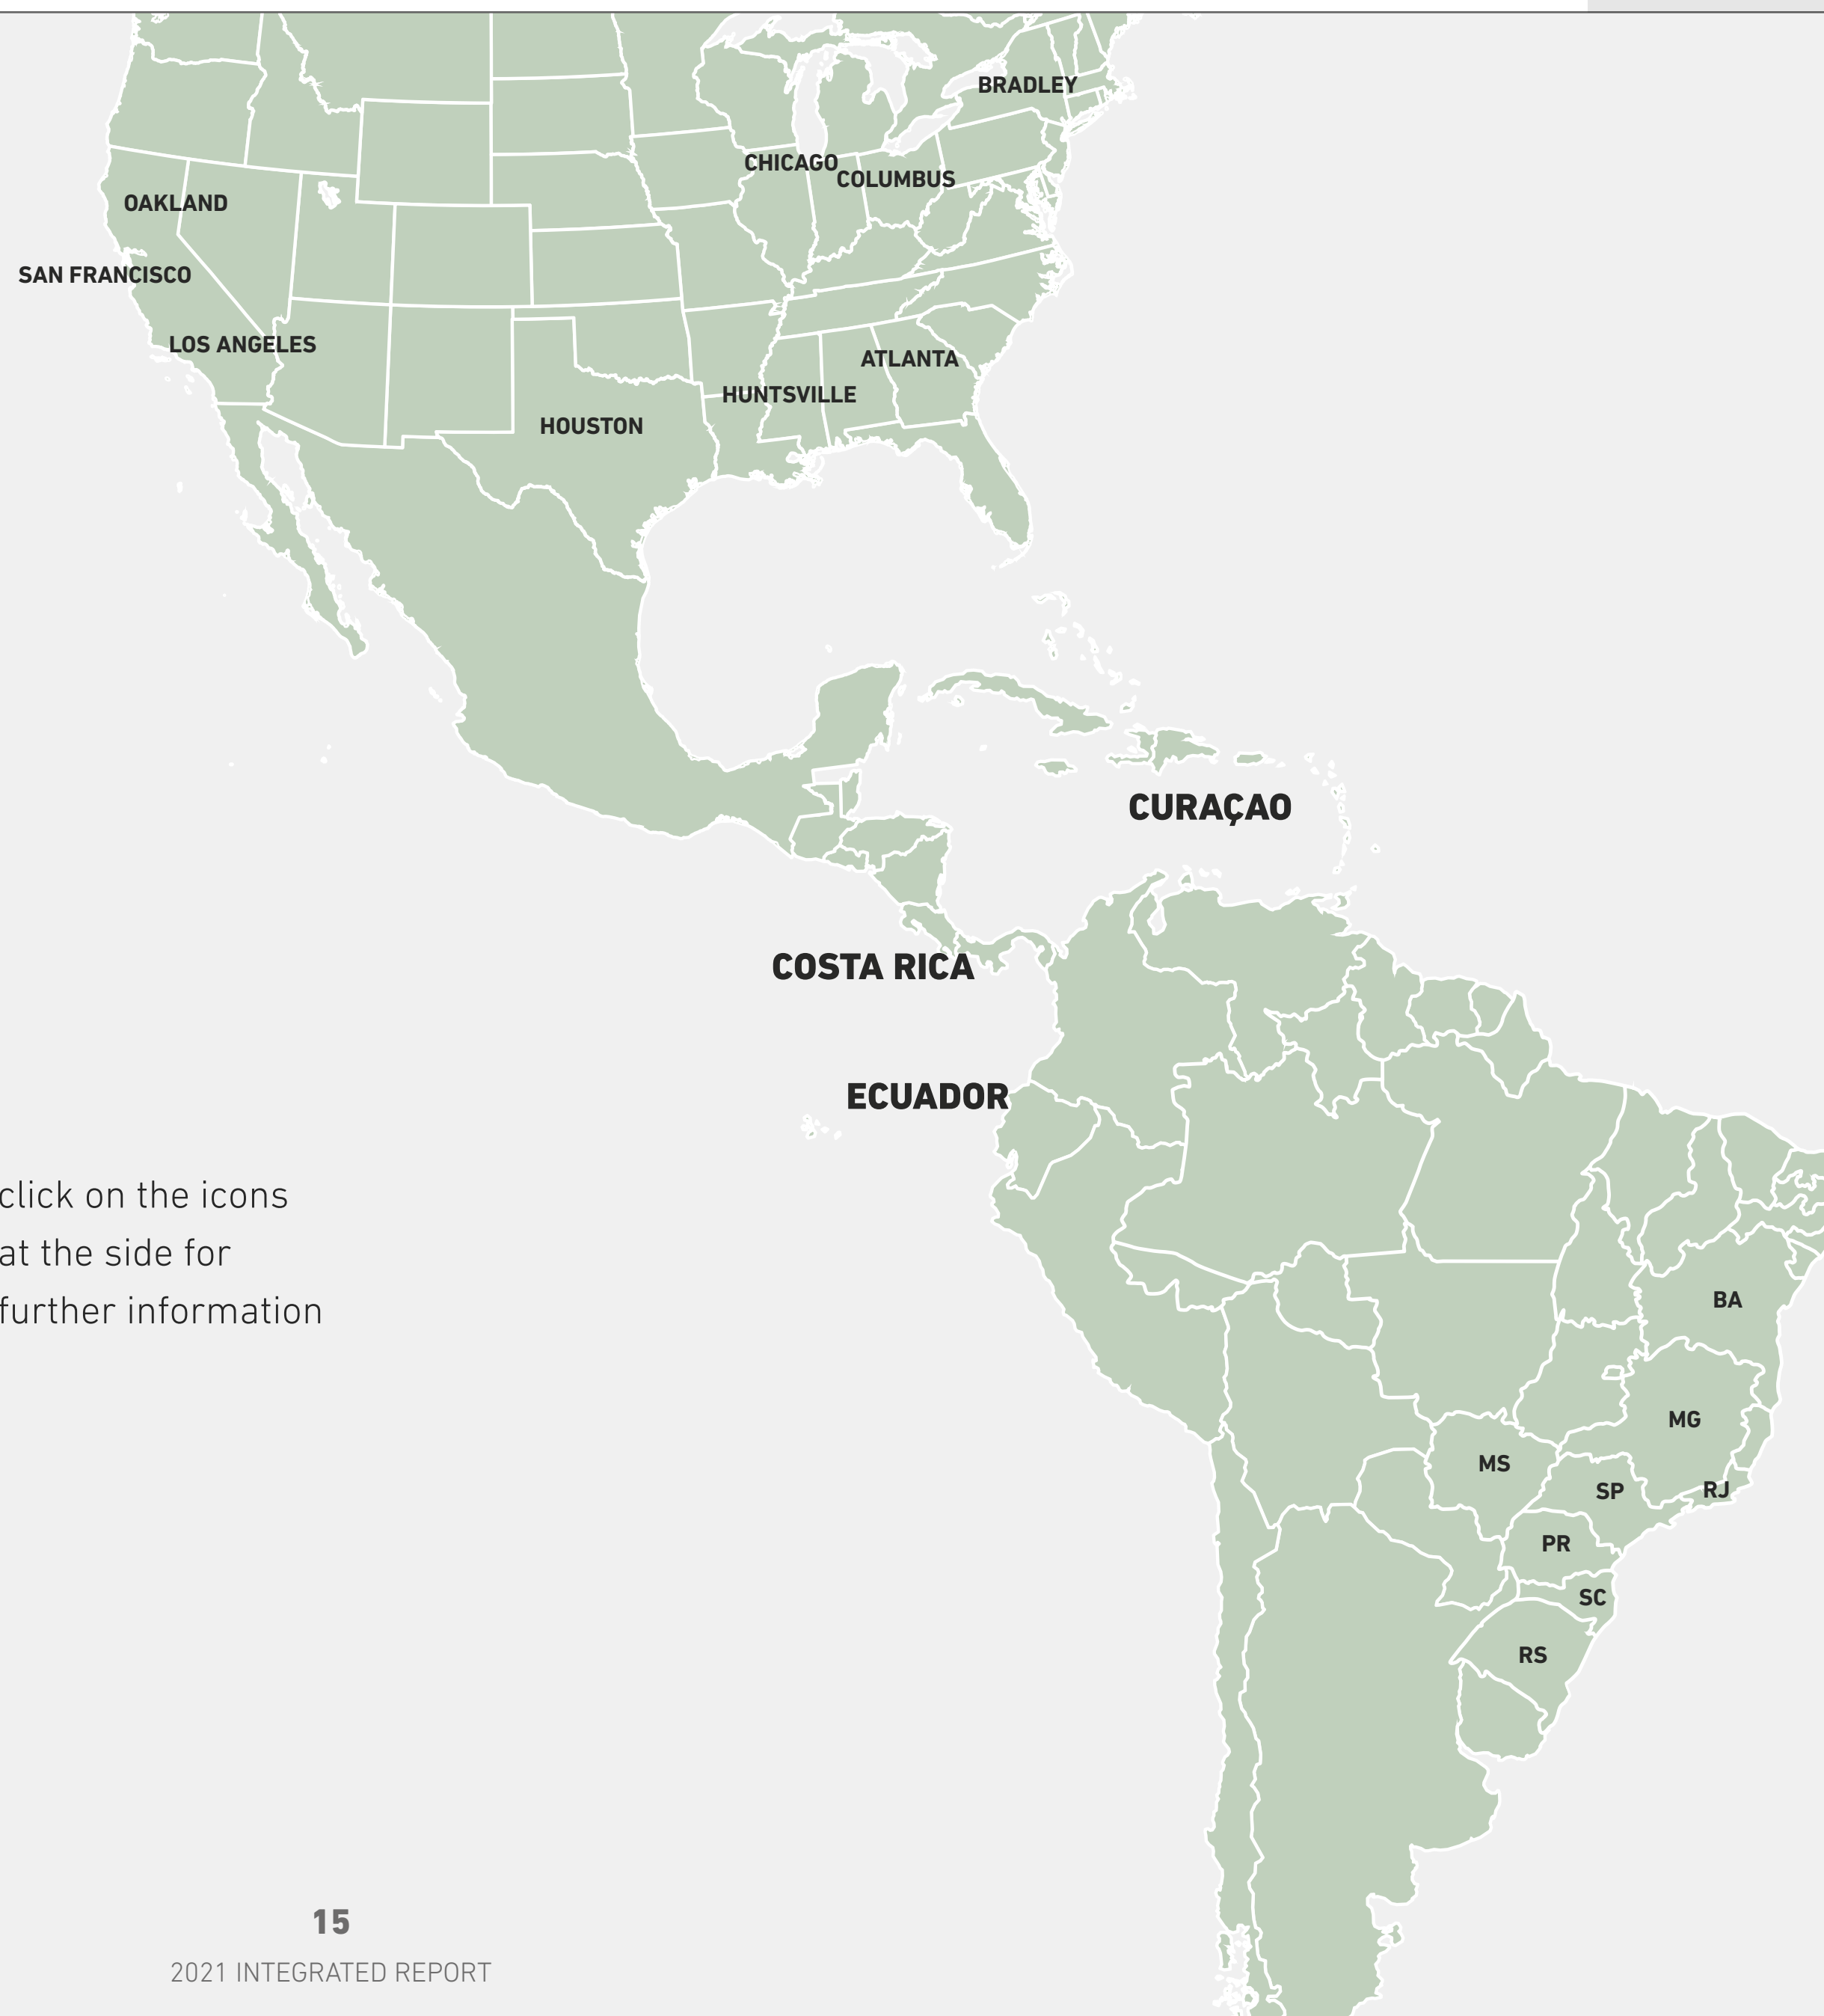 BRADLEY
CHICAGO
COLUMBUS
OAKLAND
SAN FRANCISCO
LOS ANGELES
ATLANTA
HUNTSVILLE
HOUSTON
CURAÇAO
COSTA RICA
ECUADOR
click on the icons
at the side for
further information
BA
MG
MS
SP
RJ
PR
SC
RS
15
2021 INTEGRATED REPORT